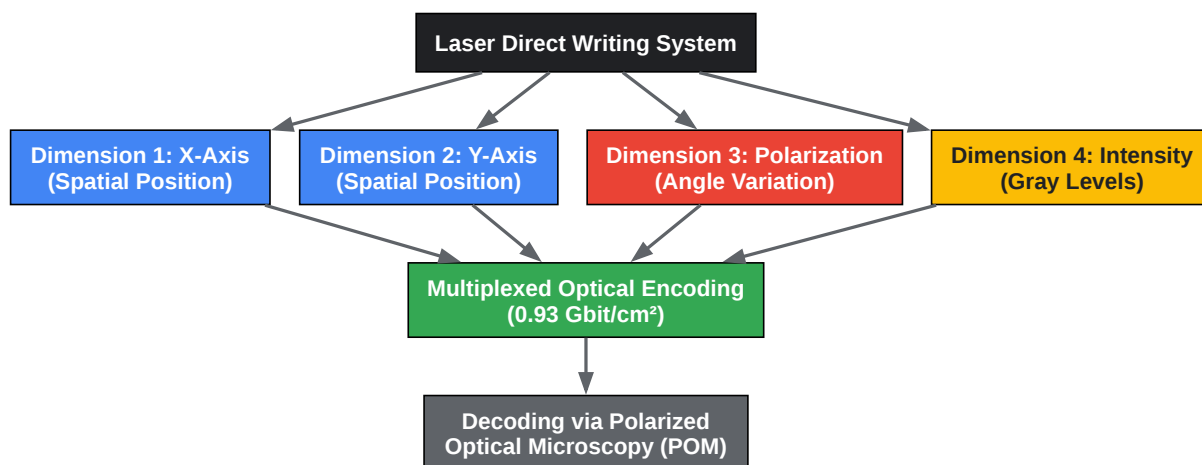 Laser Direct Writing System
Dimension 1: X-Axis
(Spatial Position)
Dimension 2: Y-Axis
(Spatial Position)
Dimension 3: Polarization
(Angle Variation)
Dimension 4: Intensity
(Gray Levels)
Multiplexed Optical Encoding
(0.93 Gbit/cm²)
Decoding via Polarized
Optical Microscopy (POM)